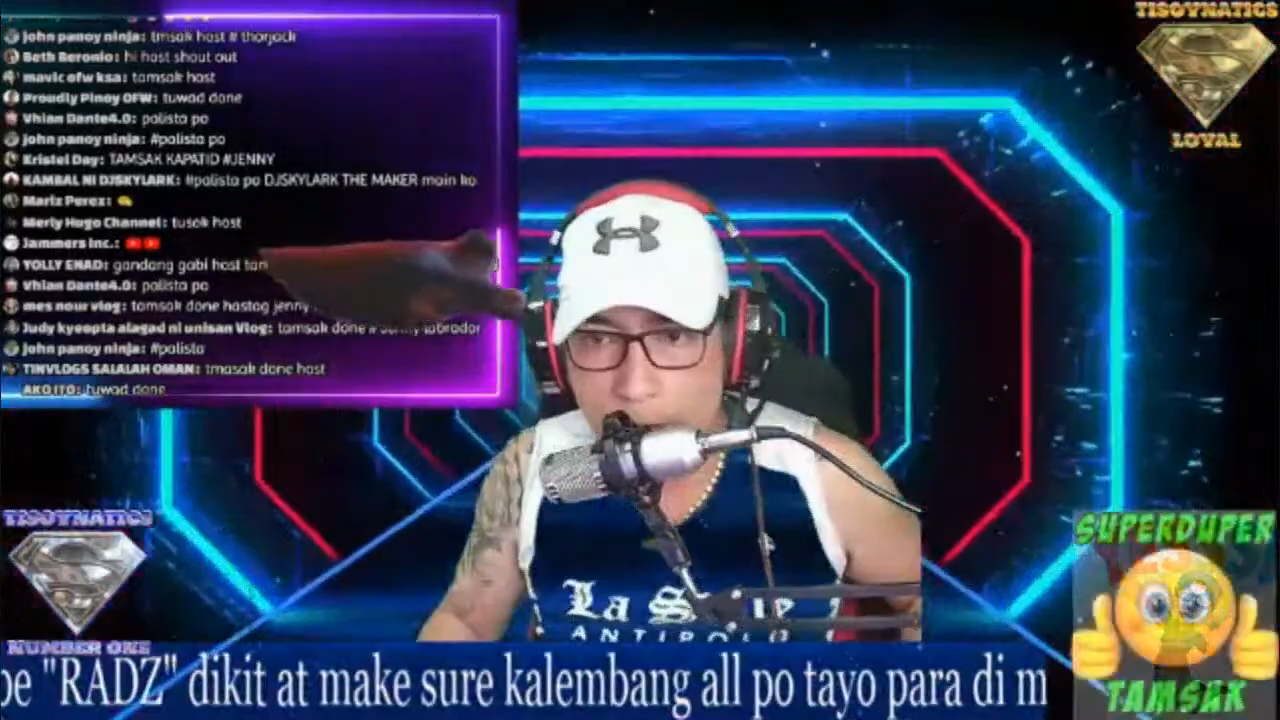 john panoy ninja: tmsak host # thorjack
Beth Beronio: hi host shout out
mavic ofw ksa: tamsak host
Proudly Pinoy OFW: tuwad done
Vhian Dante4.0: palista po
john panoy ninja: #palista po
Kristel Day: TAMSAK KAPATID #JENNY
KAMBAL NI DJSKYLARK: #palista po DJSKYLARK THE MAKER main ko
Mariz Perez:
Merly Hugo Channel: tusok host
Jammers Inc.:
YOLLY ENAD: gandang gabi host tam
Vhian Dante4.0: palista po
mes nour vlog: tamsak done hastag jenny
Judy kyeopta alagad ni unisan Vlog: tamsak done # labrador
john panoy ninja: #palista
TINVLOGS SALALAH OMAN: tmasak done host
AKO ITO: tuwad done
TISOYNATICS
LOYAL
TISOYNATICS
NUMBER ONE
La S
ANTIPOLO
SUPERDUPER
TAMSAK
be "RADZ" dikit at make sure kalembang all po tayo para di m